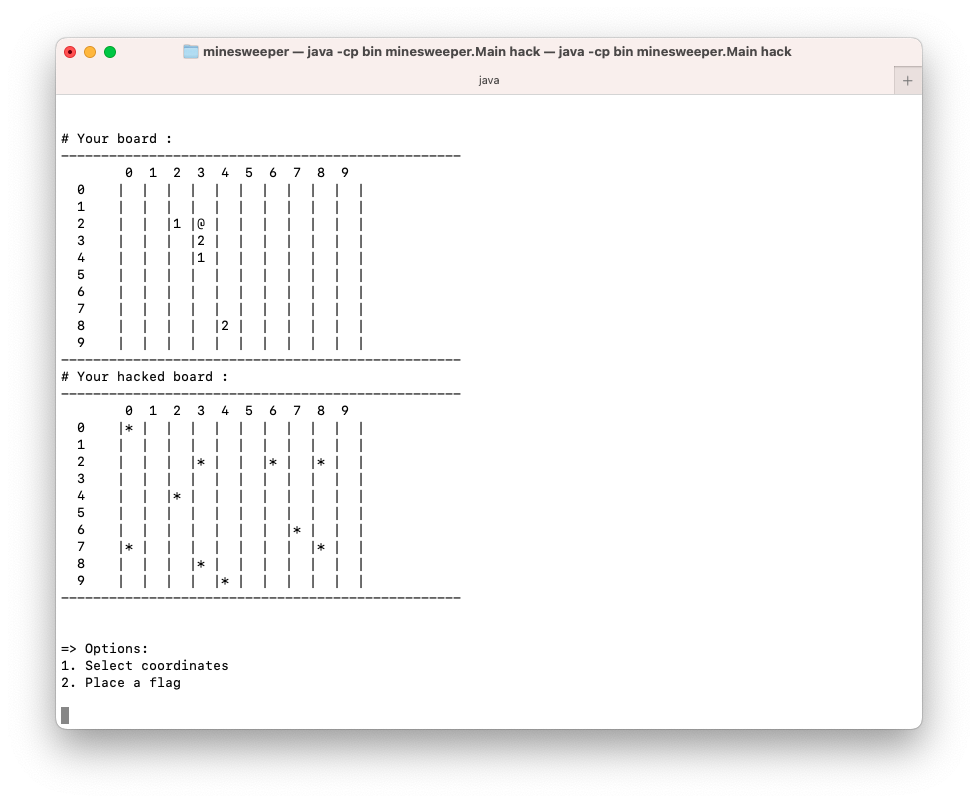 minesweeper — java -cp bin minesweeper.Main hack — java -cp bin minesweeper.Main hack
java
+
# Your board :
--------------------------------------------------
        0  1  2  3  4  5  6  7  8  9
  0    |  |  |  |  |  |  |  |  |  |  |
  1    |  |  |  |  |  |  |  |  |  |  |
  2    |  |  |1 |@ |  |  |  |  |  |  |
  3    |  |  |  |2 |  |  |  |  |  |  |
  4    |  |  |  |1 |  |  |  |  |  |  |
  5    |  |  |  |  |  |  |  |  |  |  |
  6    |  |  |  |  |  |  |  |  |  |  |
  7    |  |  |  |  |  |  |  |  |  |  |
  8    |  |  |  |  |2 |  |  |  |  |  |
  9    |  |  |  |  |  |  |  |  |  |  |
--------------------------------------------------
# Your hacked board :
--------------------------------------------------
        0  1  2  3  4  5  6  7  8  9
  0    |* |  |  |  |  |  |  |  |  |  |
  1    |  |  |  |  |  |  |  |  |  |  |
  2    |  |  |  |* |  |  |* |  |* |  |
  3    |  |  |  |  |  |  |  |  |  |  |
  4    |  |  |* |  |  |  |  |  |  |  |
  5    |  |  |  |  |  |  |  |  |  |  |
  6    |  |  |  |  |  |  |  |* |  |  |
  7    |* |  |  |  |  |  |  |  |* |  |
  8    |  |  |  |* |  |  |  |  |  |  |
  9    |  |  |  |  |* |  |  |  |  |  |
--------------------------------------------------
=> Options:
1. Select coordinates
2. Place a flag